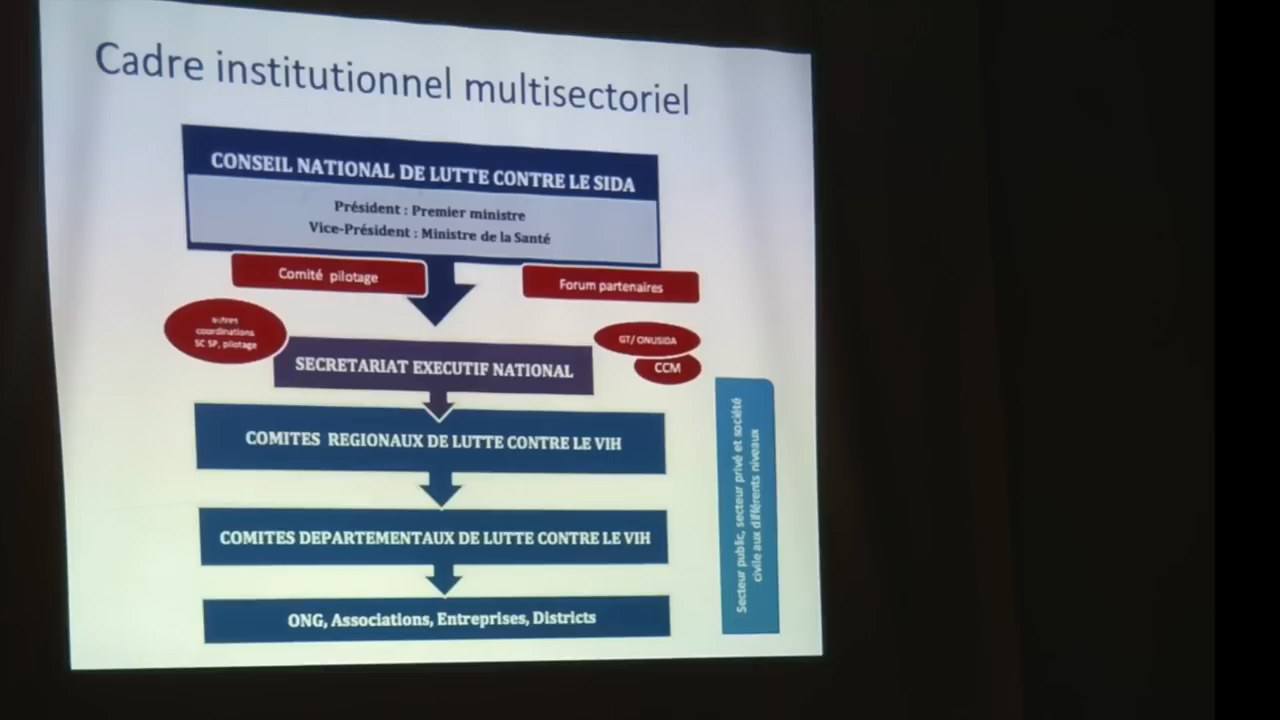 Cadre institutionnel multisectoriel
CONSEIL NATIONAL DE LUTTE CONTRE LE SIDA
Président : Premier ministre
Vice-Président : Ministre de la Santé
Comité pilotage
Forum partenaires
autres
coordinations
SC SP, pilotage
GT/ ONUSIDA
CCM
SECRETARIAT EXECUTIF NATIONAL
COMITES REGIONAUX DE LUTTE CONTRE LE VIH
COMITES DEPARTEMENTAUX DE LUTTE CONTRE LE VIH
ONG, Associations, Entreprises, Districts
Secteur public, secteur privé et société
civile aux différents niveaux